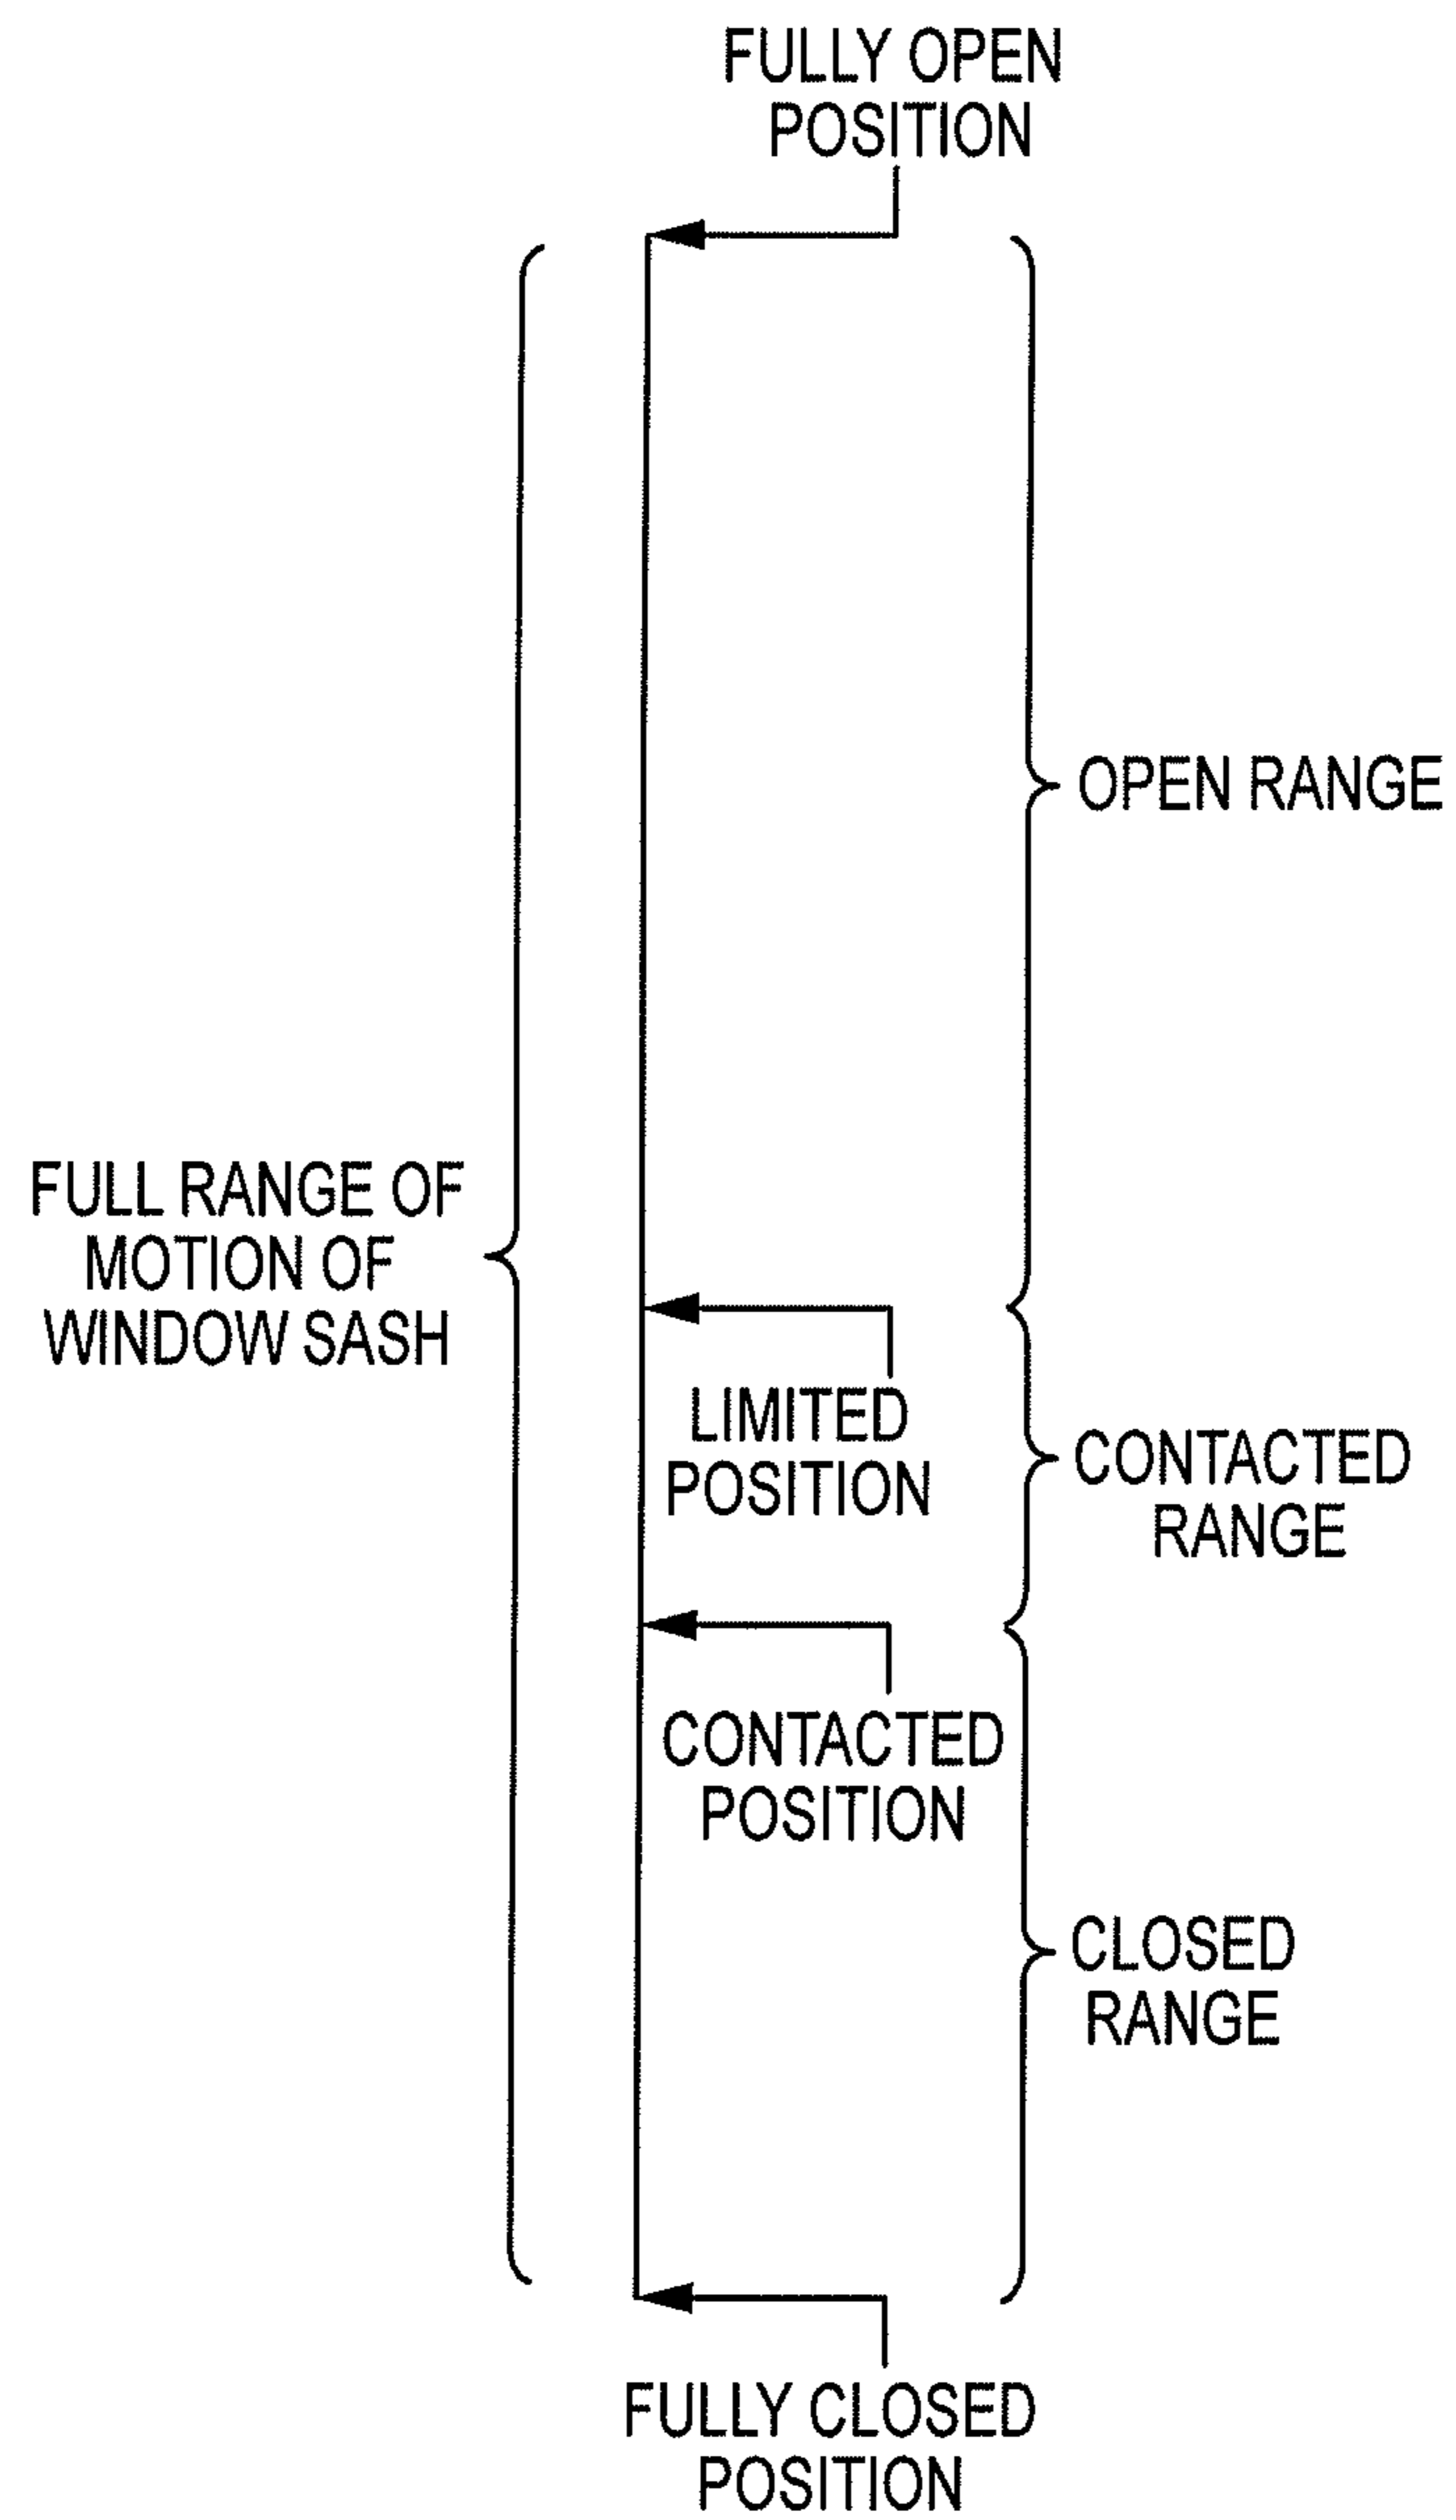 FULLY OPEN
POSITION
OPEN RANGE
FULL RANGE OF
MOTION OF
WINDOW SASH
LIMITED
POSITION
CONTACTED
RANGE
CONTACTED
POSITION
CLOSED
RANGE
FULLY CLOSED
POSITION